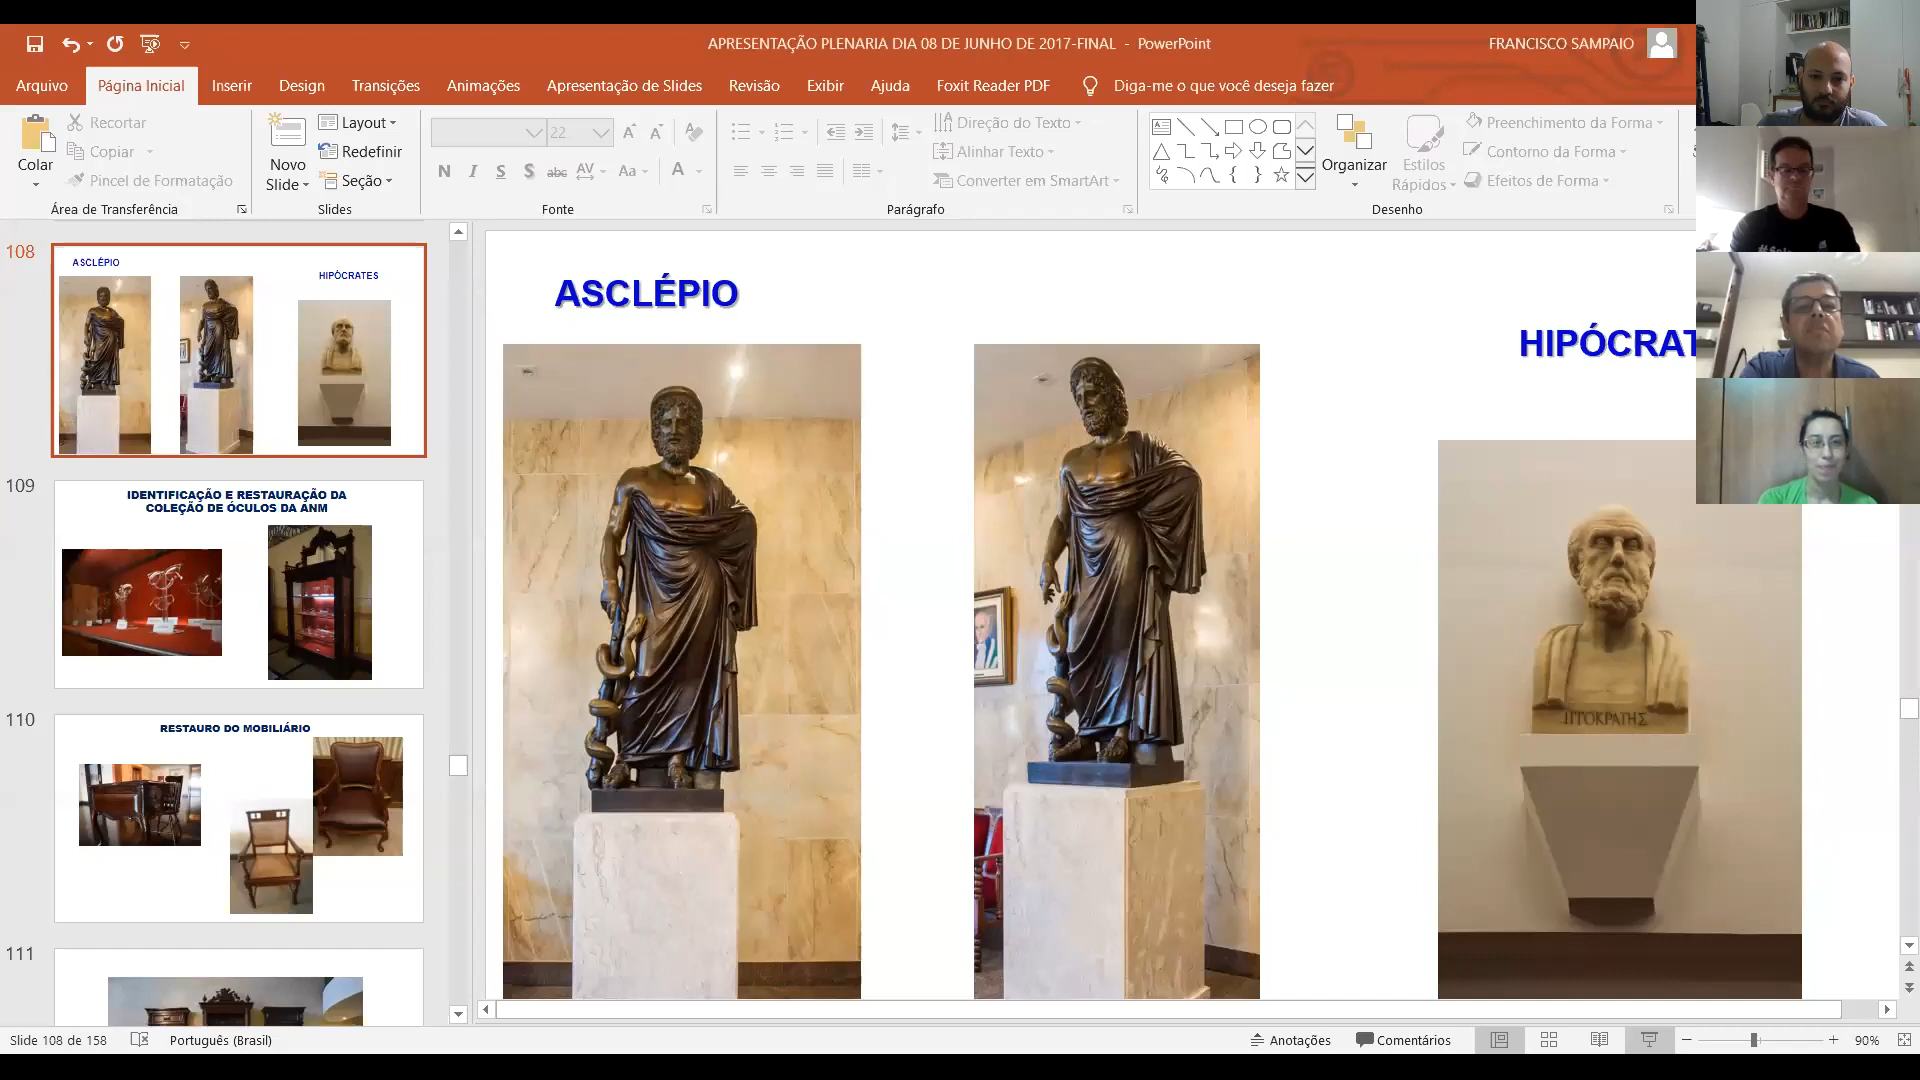 APRESENTAÇÃO PLENARIA DIA 08 DE JUNHO DE 2017-FINAL - PowerPoint
FRANCISCO SAMPAIO
Arquivo Página Inicial Inserir Design Transições Animações Apresentação de Slides Revisão Exibir Ajuda Foxit Reader PDF Diga-me o que você deseja fazer
Colar
Recortar
Copiar
Pincel de Formatação
Área de Transferência
Novo Slide
Layout
Redefinir
Seção
Slides
22
N I S S abc AV Aa A
Fonte
Direção do Texto
Alinhar Texto
Converter em SmartArt
Parágrafo
Organizar
Estilos Rápidos
Preenchimento da Forma
Contorno da Forma
Efeitos de Forma
Desenho
108
ASCLÉPIO
HIPÓCRATES
109
IDENTIFICAÇÃO E RESTAURAÇÃO DA
COLEÇÃO DE ÓCULOS DA ANM
110
RESTAURO DO MOBILIÁRIO
111
ASCLÉPIO
HIPÓCRAT
ΠΟΚΡΑΤΗΣ
Slide 108 de 158 Português (Brasil) Anotações Comentários 90%